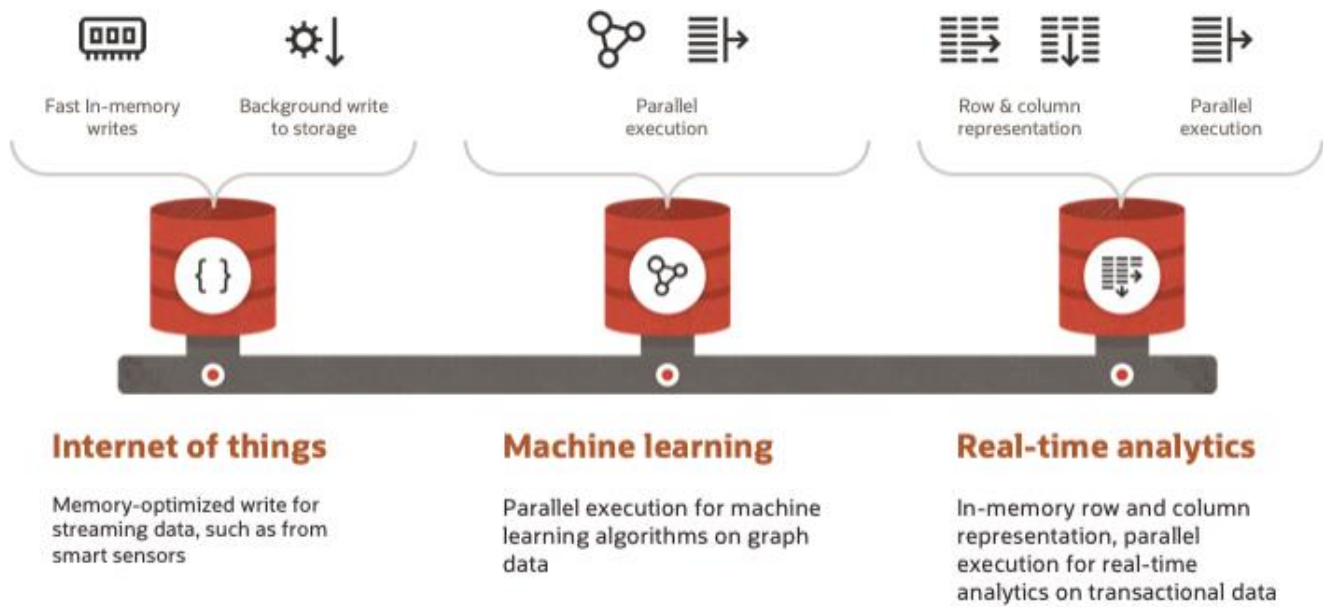 Fast In-memory
writes
Background write
to storage
Parallel
execution
Row & column
representation
Parallel
execution
{ }
Internet of things
Memory-optimized write for
streaming data, such as from
smart sensors
Machine learning
Parallel execution for machine
learning algorithms on graph
data
Real-time analytics
In-memory row and column
representation, parallel
execution for real-time
analytics on transactional data